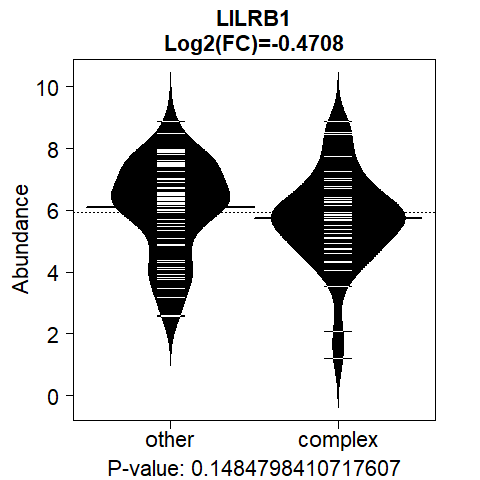 LILRB1
Log2(FC)=-0.4708
10
8
6
4
2
0
Abundance
other complex
P-value: 0.1484798410717607